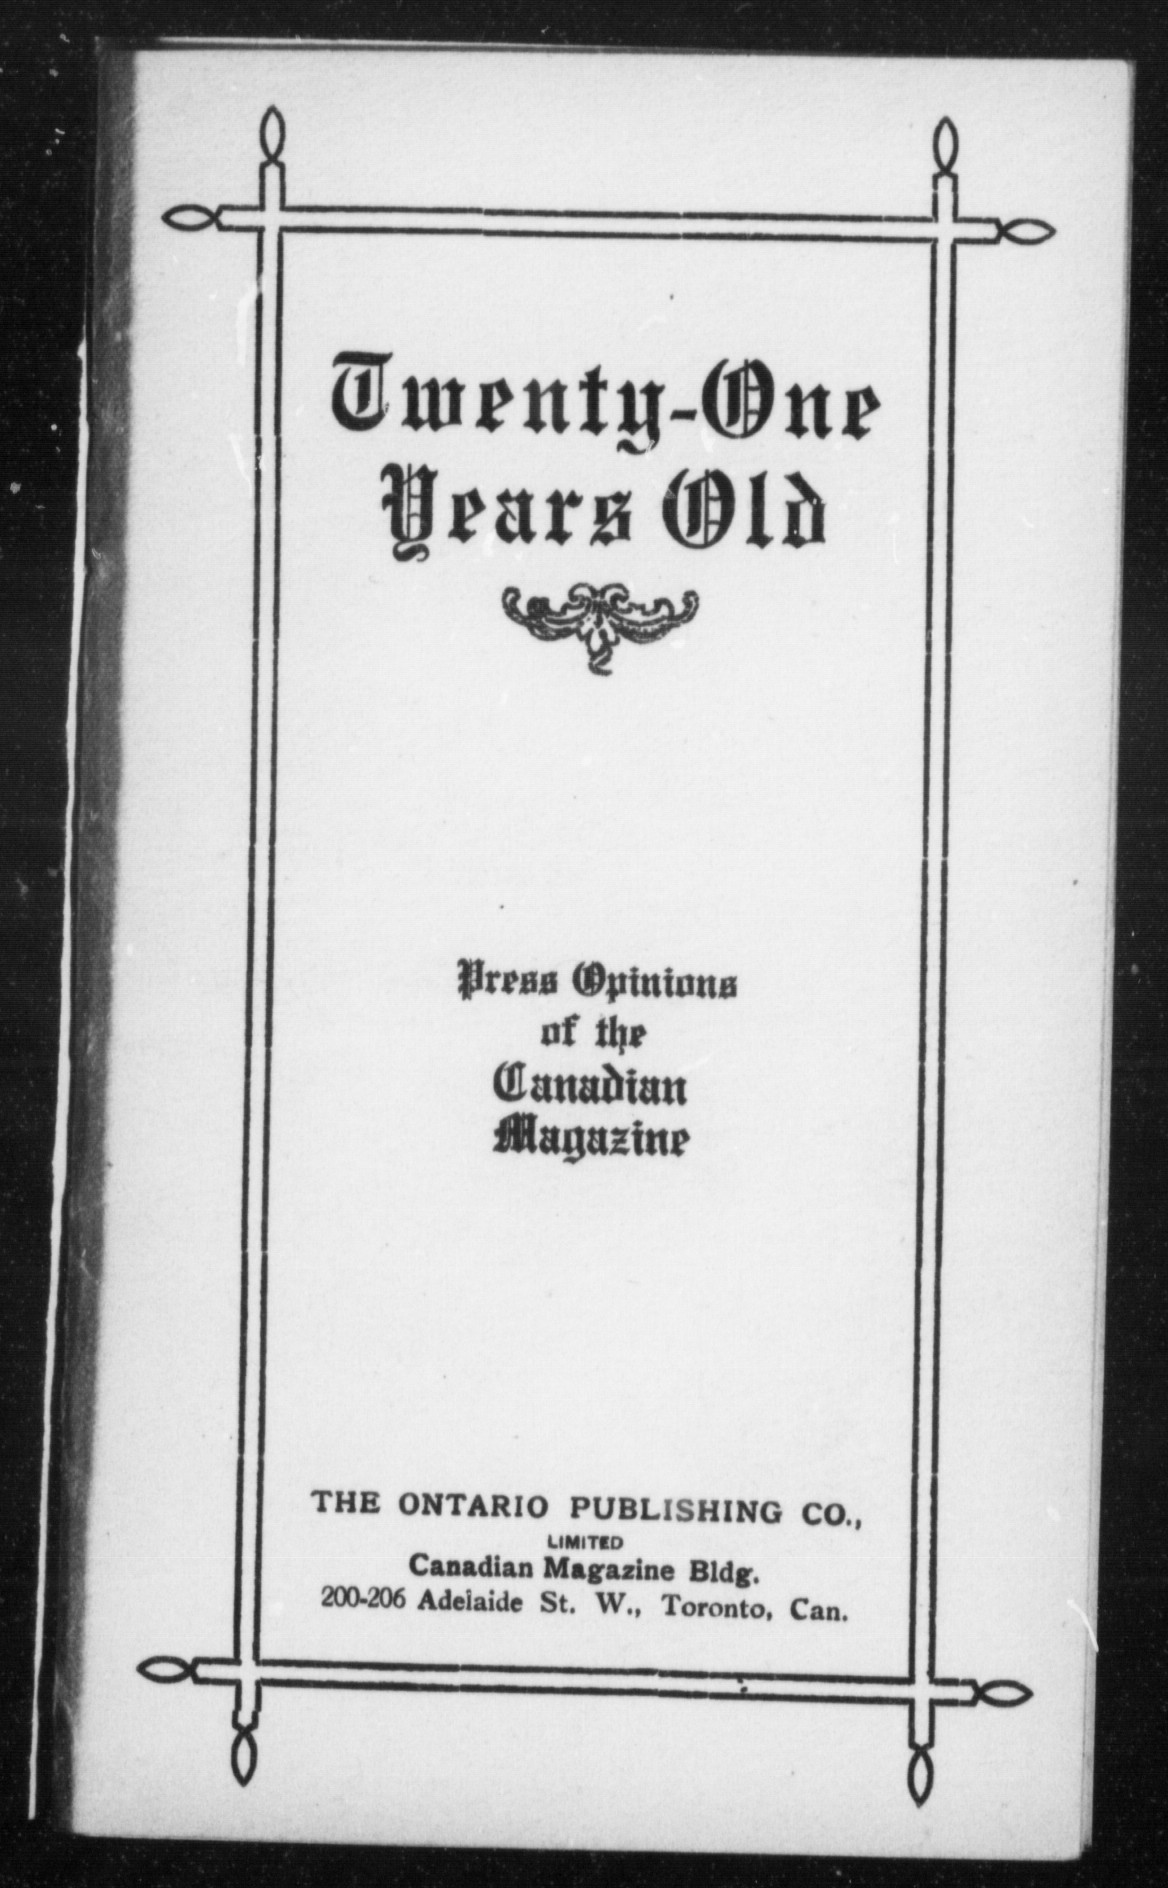 Twenty-One
Years Old
Press Opinions
of the
Canadian
Magazine
THE ONTARIO PUBLISHING CO.,
LIMITED
Canadian Magazine Bldg.
200-206 Adelaide St. W., Toronto, Can.